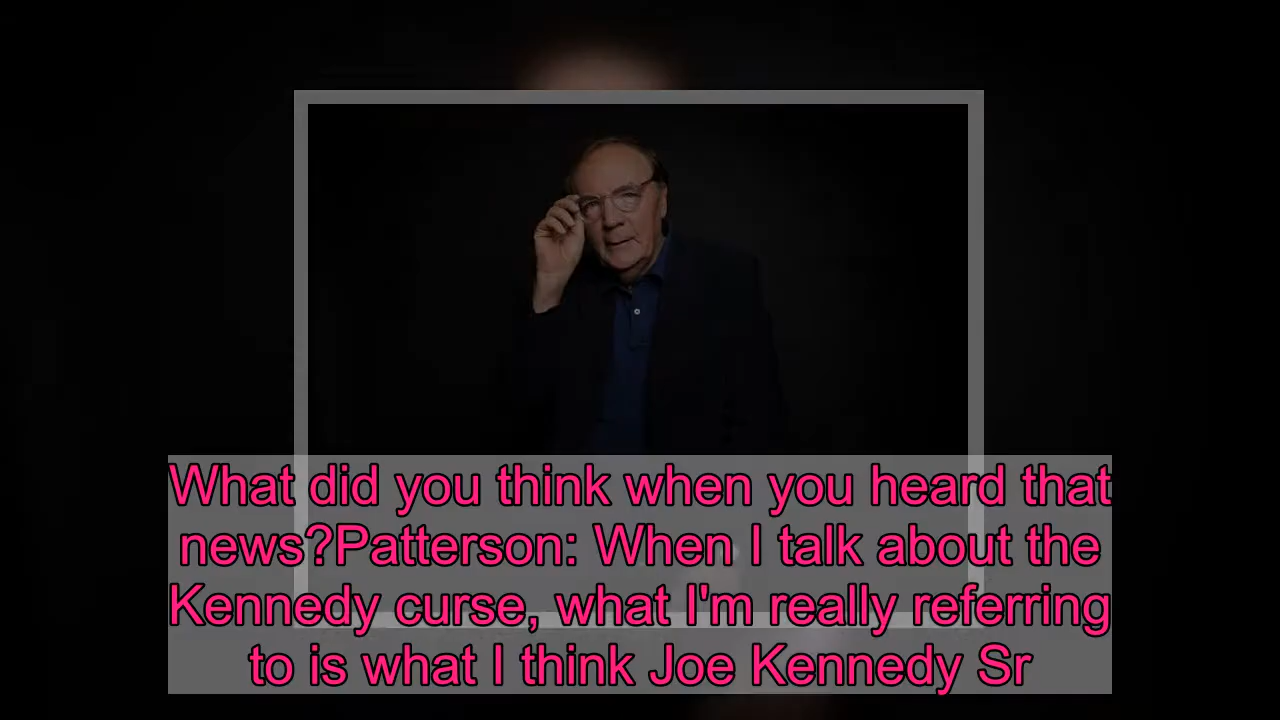 What did you think when you heard that
news?Patterson: When I talk about the
Kennedy curse, what I'm really referring
to is what I think Joe Kennedy Sr